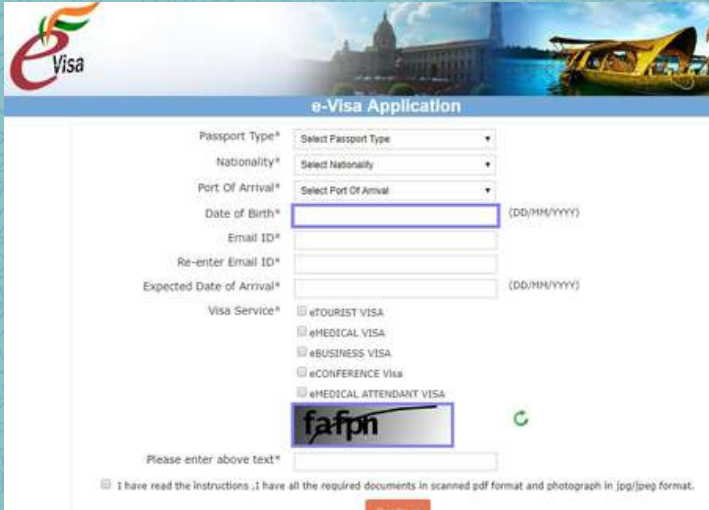 e Visa
e-Visa Application
Passport Type* Select Passport Type
Nationality* Select Nationality
Port Of Arrival* Select Port Of Arrival
Date of Birth* (DD/MM/YYYY)
Email ID*
Re-enter Email ID*
Expected Date of Arrival* (DD/MM/YYYY)
Visa Service* eTOURIST VISA
eMEDICAL VISA
eBUSINESS VISA
eCONFERENCE Visa
eMEDICAL ATTENDANT VISA
fafpn
Please enter above text*
I have read the instructions ,I have all the required documents in scanned pdf format and photograph in jpg/jpeg format.